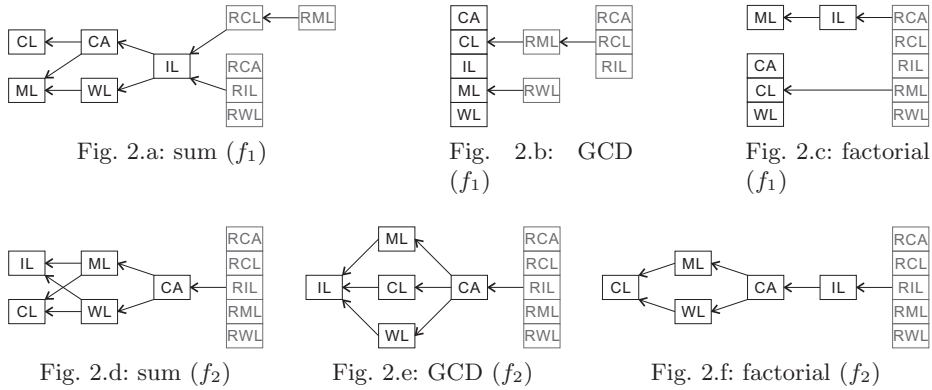 RCL RML
CL CA
IL
RCA
ML WL RIL
RWL
Fig. 2.a: sum (f1)
CA
CL RML RCL
RCL
IL RIL
ML RWL
WL
Fig. 2.b: GCD
(f1)
ML IL RCA
RCL
CA RIL
CL RML
WL RWL
Fig. 2.c: factorial
(f1)
RCA
IL ML RCL
CA RIL
CL WL RML
RWL
Fig. 2.d: sum (f2)
ML RCA
RCL
IL CL CA RIL
RML
WL RWL
Fig. 2.e: GCD (f2)
RCA
ML RCL
CL CA IL RIL
WL RML
RWL
Fig. 2.f: factorial (f2)